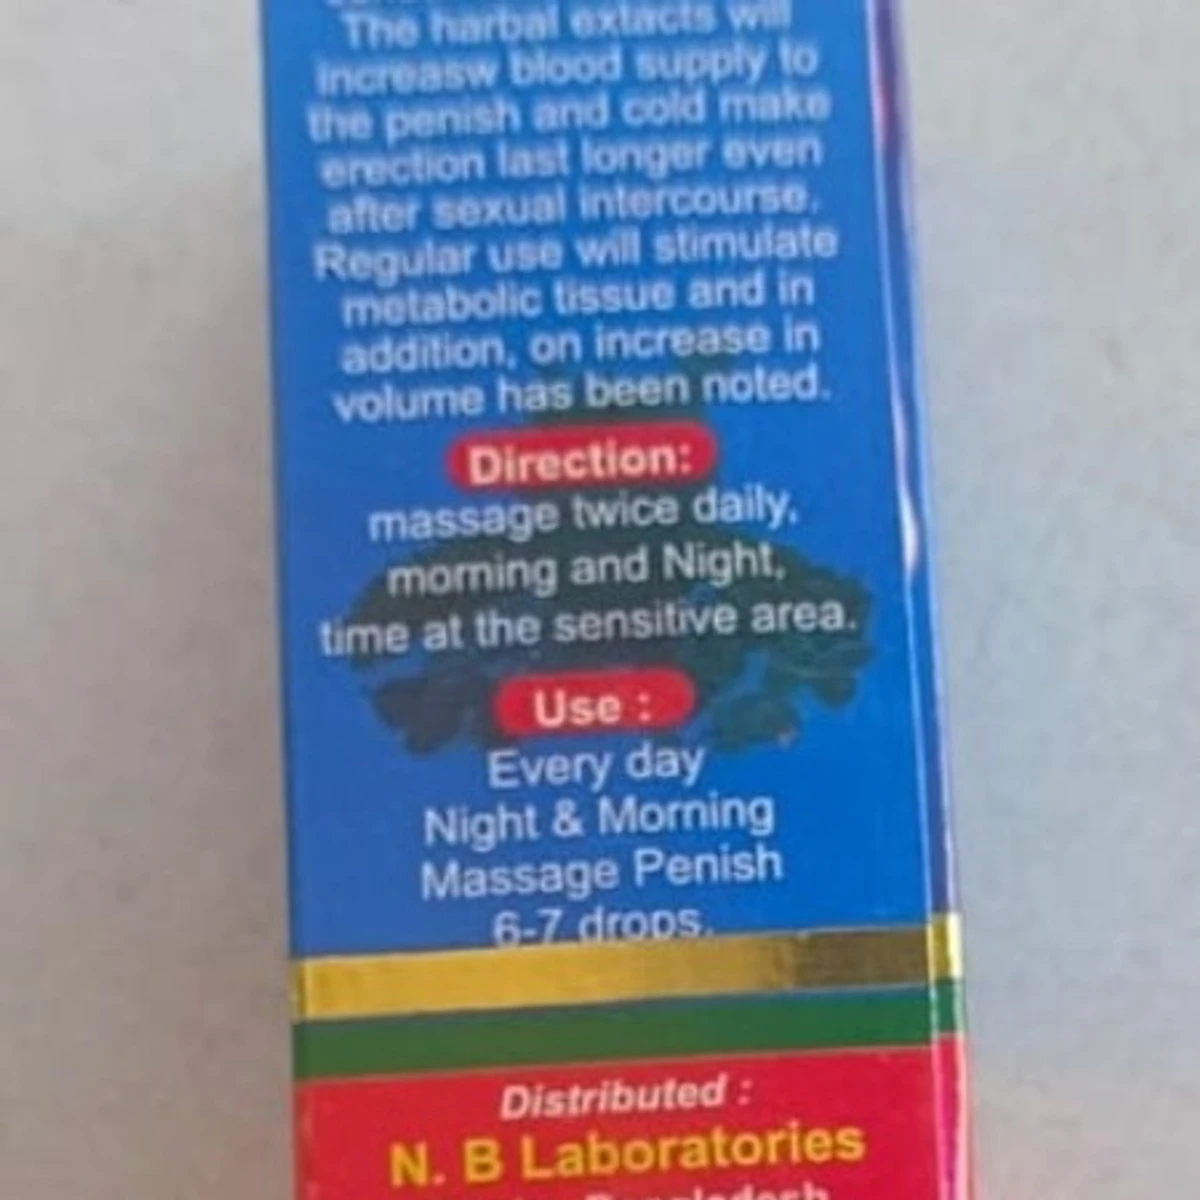 The harbal extacts will
increasw blood supply to
the penish and cold make
erection last longer even
after sexual intercourse.
Regular use will stimulate
metabolic tissue and in
addition, on increase in
volume has been noted.
Direction:
massage twice daily,
morning and Night,
time at the sensitive area.
Use :
Every day
Night & Morning
Massage Penish
6-7 drops.
Distributed :
N. B Laboratories
Bangladesh